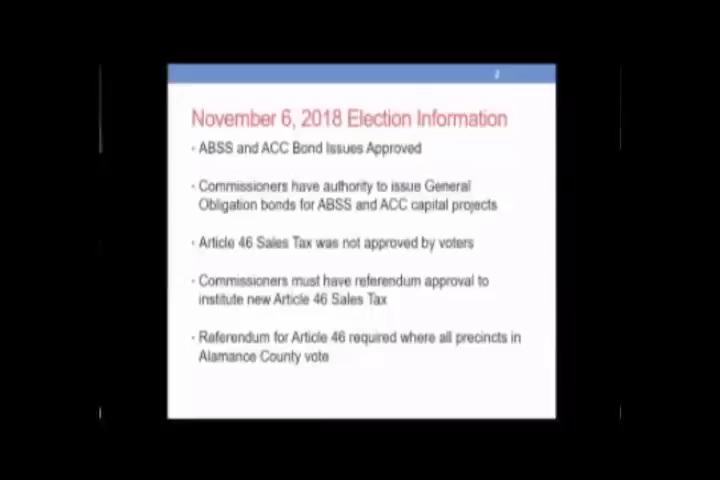 2
November 6, 2018 Election Information
· ABSS and ACC Bond Issues Approved
· Commissioners have authority to issue General
Obligation bonds for ABSS and ACC capital projects
· Article 46 Sales Tax was not approved by voters
· Commissioners must have referendum approval to
institute new Article 46 Sales Tax
· Referendum for Article 46 required where all precincts in
Alamance County vote